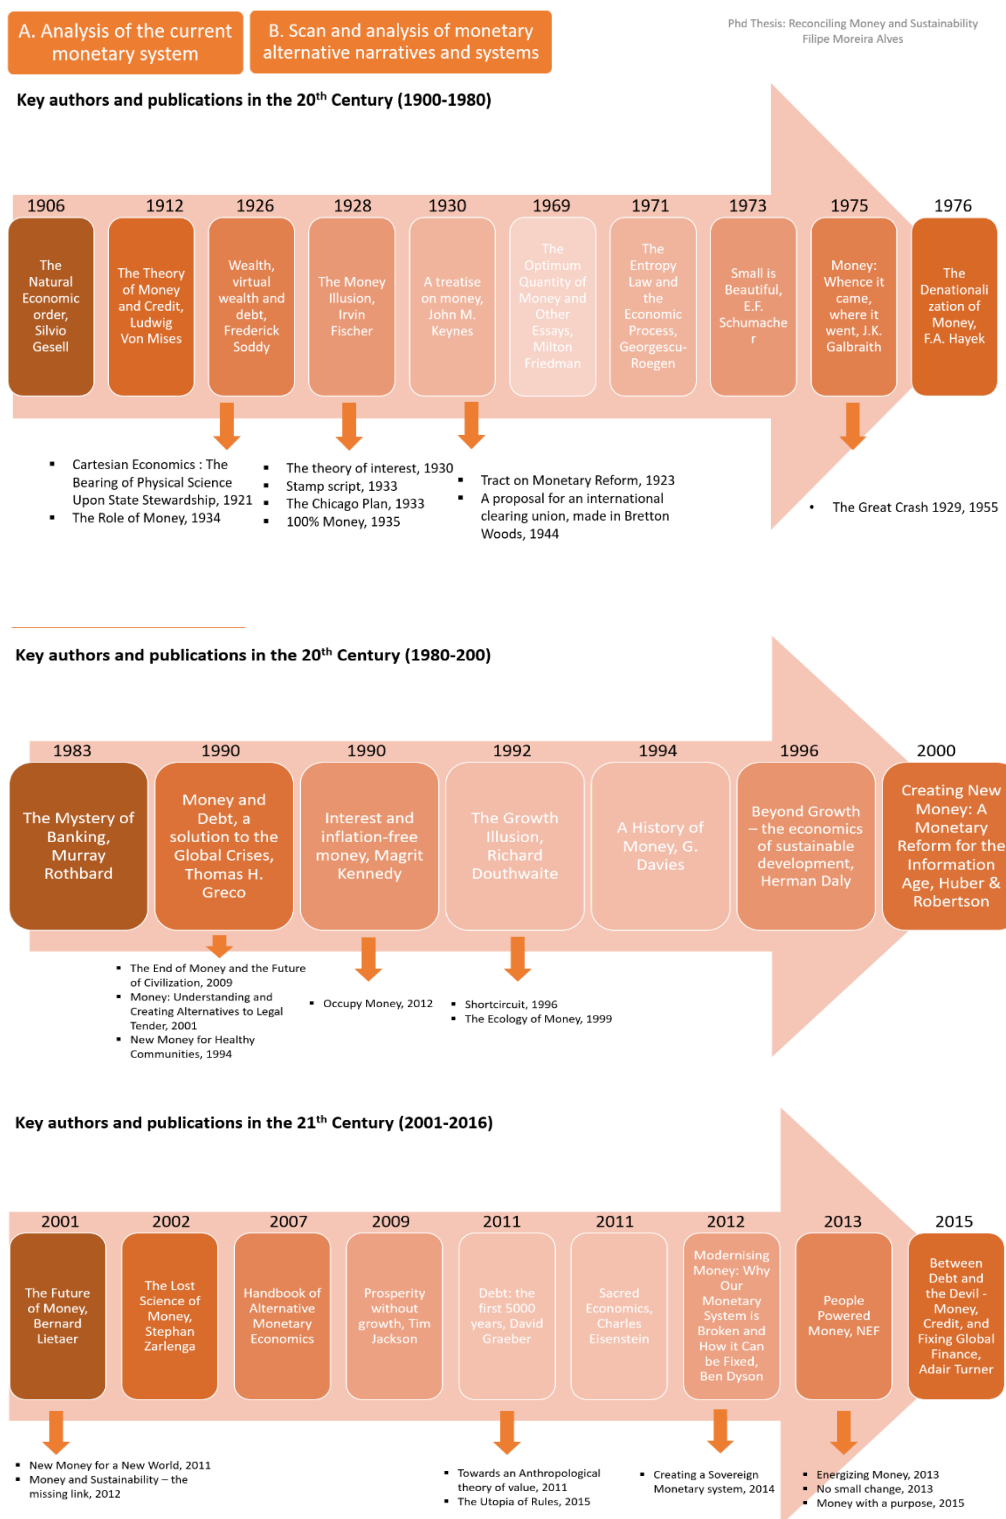 A. Analysis of the current
monetary system
B. Scan and analysis of monetary
alternative narratives and systems
Phd Thesis: Reconciling Money and Sustainability
Filipe Moreira Alves
Key authors and publications in the 20th Century (1900-1980)
1906
The
Natural
Economic
order,
Silvio
Gesell
1912
The Theory
of Money
and Credit,
Ludwig
Von Mises
1926
Wealth,
virtual
wealth and
debt,
Frederick
Soddy
1928
The Money
Illusion,
Irvin
Fischer
1930
A treatise
on money,
John M.
Keynes
1969
The
Optimum
Quantity of
Money and
Other
Essays,
Milton
Friedman
1971
The
Entropy
Law and
the
Economic
Process,
Georgescu-
Roegen
1973
Small is
Beautiful,
E.F.
Schumache
r
1975
Money:
Whence it
came,
where it
went, J.K.
Galbraith
1976
The
Denationali
zation of
Money,
F.A. Hayek
▪ Cartesian Economics : The
Bearing of Physical Science
Upon State Stewardship, 1921
▪ The Role of Money, 1934
▪ The theory of interest, 1930
▪ Stamp script, 1933
▪ The Chicago Plan, 1933
▪ 100% Money, 1935
▪ Tract on Monetary Reform, 1923
▪ A proposal for an international
clearing union, made in Bretton
Woods, 1944
• The Great Crash 1929, 1955
Key authors and publications in the 20th Century (1980-200)
1983
The Mystery of
Banking,
Murray
Rothbard
1990
Money and
Debt, a
solution to the
Global Crises,
Thomas H.
Greco
1990
Interest and
inflation-free
money, Magrit
Kennedy
1992
The Growth
Illusion,
Richard
Douthwaite
1994
A History of
Money, G.
Davies
1996
Beyond Growth
– the economics
of sustainable
development,
Herman Daly
2000
Creating New
Money: A
Monetary
Reform for the
Information
Age, Huber &
Robertson
▪ The End of Money and the Future
of Civilization, 2009
▪ Money: Understanding and
Creating Alternatives to Legal
Tender, 2001
▪ New Money for Healthy
Communities, 1994
▪ Occupy Money, 2012
▪ Shortcircuit, 1996
▪ The Ecology of Money, 1999
Key authors and publications in the 21th Century (2001-2016)
2001
The Future
of Money,
Bernard
Lietaer
2002
The Lost
Science of
Money,
Stephan
Zarlenga
2007
Handbook of
Alternative
Monetary
Economics
2009
Prosperity
without
growth, Tim
Jackson
2011
Debt: the
first 5000
years, David
Graeber
2011
Sacred
Economics,
Charles
Eisenstein
2012
Modernising
Money: Why
Our
Monetary
System is
Broken and
How it Can
be Fixed,
Ben Dyson
2013
People
Powered
Money, NEF
2015
Between
Debt and
the Devil -
Money,
Credit, and
Fixing Global
Finance,
Adair Turner
▪ New Money for a New World, 2011
▪ Money and Sustainability – the
missing link, 2012
▪ Towards an Anthropological
theory of value, 2011
▪ The Utopia of Rules, 2015
▪ Creating a Sovereign
Monetary system, 2014
▪ Energizing Money, 2013
▪ No small change, 2013
▪ Money with a purpose, 2015